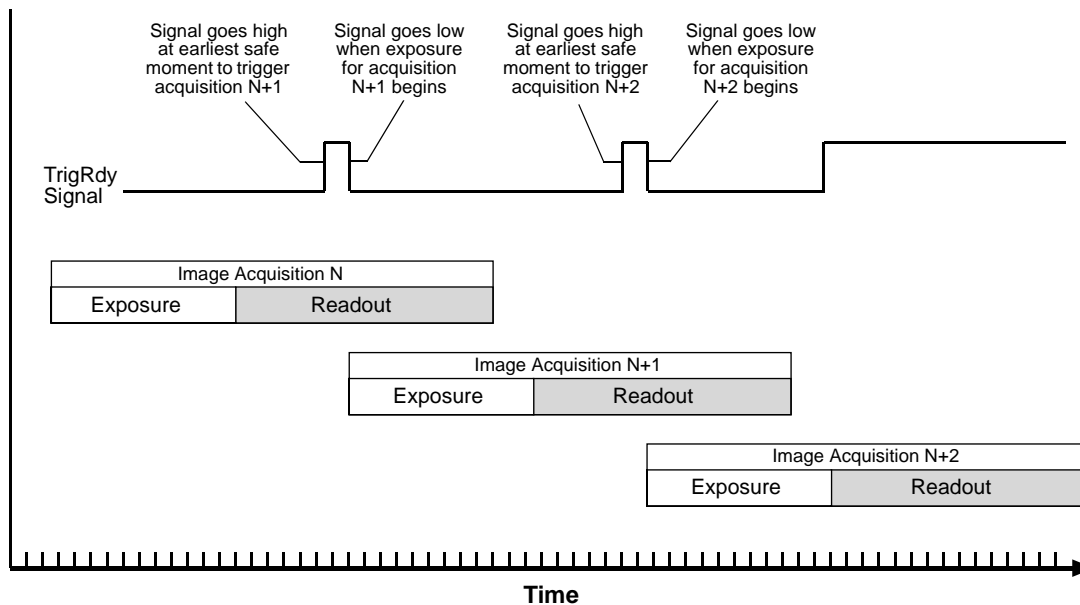 Signal goes high
at earliest safe
moment to trigger
acquisition N+1
Signal goes low
when exposure
for acquisition
N+1 begins
Signal goes high
at earliest safe
moment to trigger
acquisition N+2
Signal goes low
when exposure
for acquisition
N+2 begins
TrigRdy
Signal
Image Acquisition N
Exposure
Readout
Image Acquisition N+1
Exposure
Readout
Image Acquisition N+2
Exposure
Readout
Time